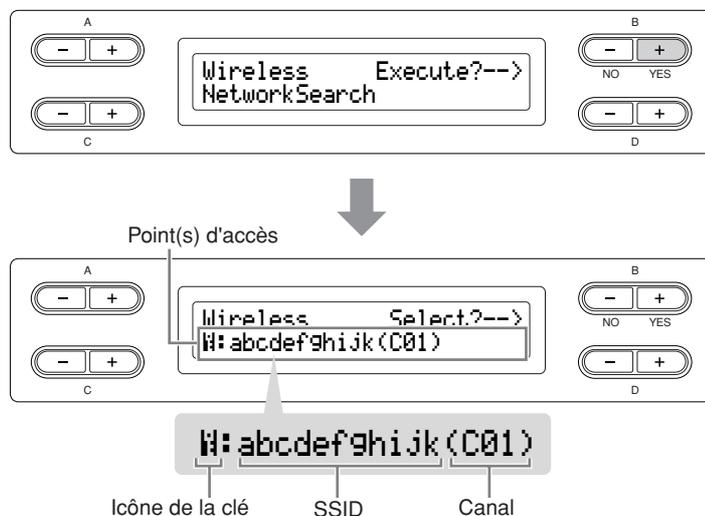 A B
− + − +
Wireless Execute?-->
NO YES
NetworkSearch
− + − +
C D
Point(s) d'accès
A B
− + − +
Wireless Select?-->
NO YES
:abcdefghijk(C01)
− + − +
C D
:abcdefghijk(C01)
Icône de la clé SSID Canal